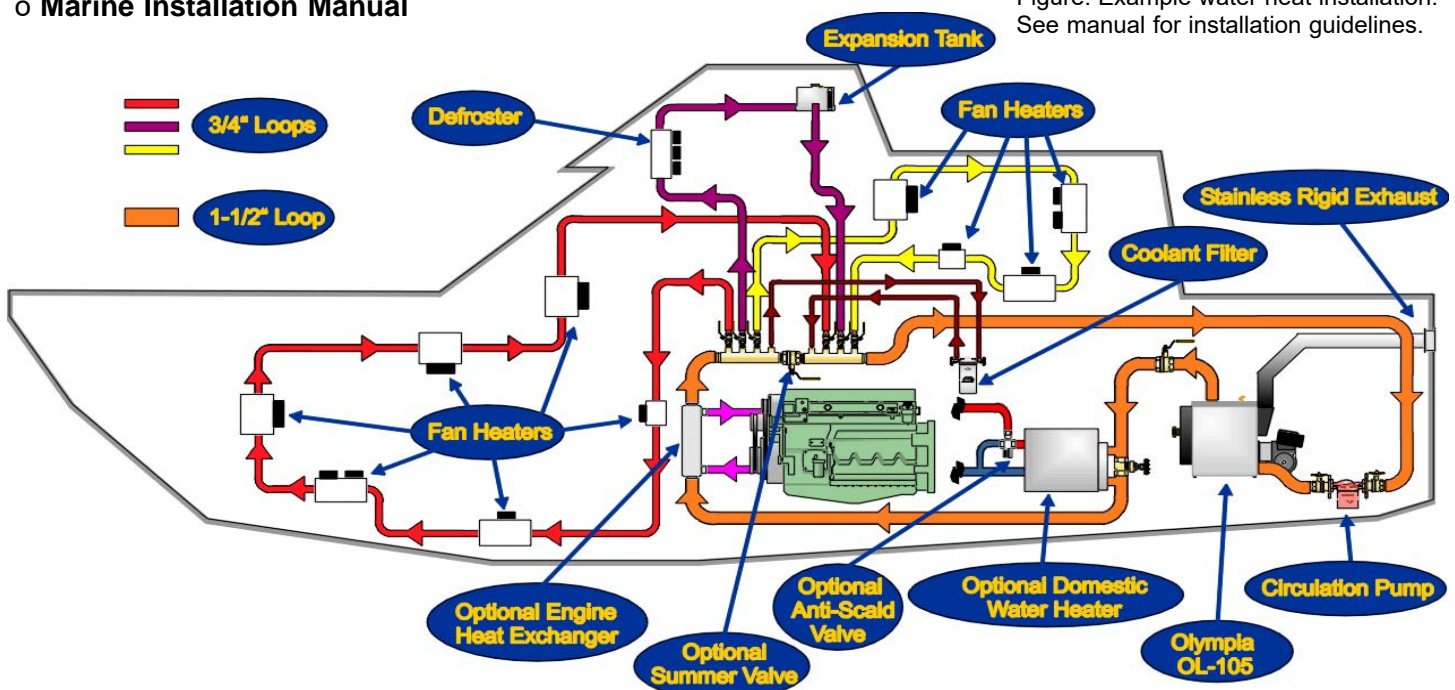 o Marine Installation Manual
Figure: Example water heat installation.
See manual for installation guidelines.
Expansion Tank
3/4" Loops
Defroster
Fan Heaters
Stainless Rigid Exhaust
1-1/2" Loop
Coolant Filter
Fan Heaters
Optional Engine
Heat Exchanger
Optional
Summer Valve
Optional
Anti-Scald
Valve
Optional Domestic
Water Heater
Olympia
OL-105
Circulation Pump